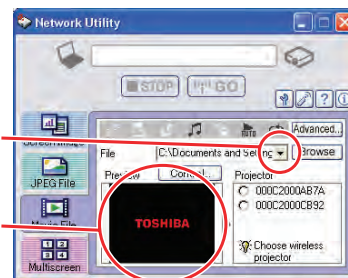 Network Utility
STOP
GO
AUTO
Advanced...
File
C:\Documents and Setting
Browse
JPEG File
Preview
Control...
Projector
000C2000AB7A
000C2000CB92
TOSHIBA
Movie File
Choose wireless
projector
Multiscreen